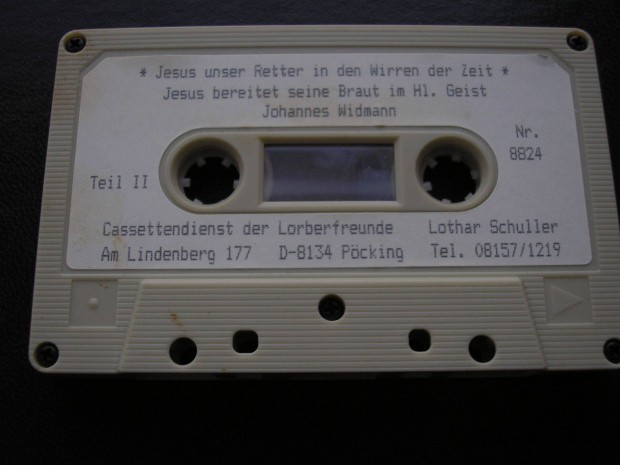 * Jesus unser Retter in den Wirren der Zeit *
Jesus bereitet seine Braut im Hl. Geist
Johannes Widmann
Nr.
8824
Teil II
Cassettendienst der Lorberfreunde Lothar Schuller
Am Lindenberg 177 D-8134 Pöcking Tel. 08157/1219